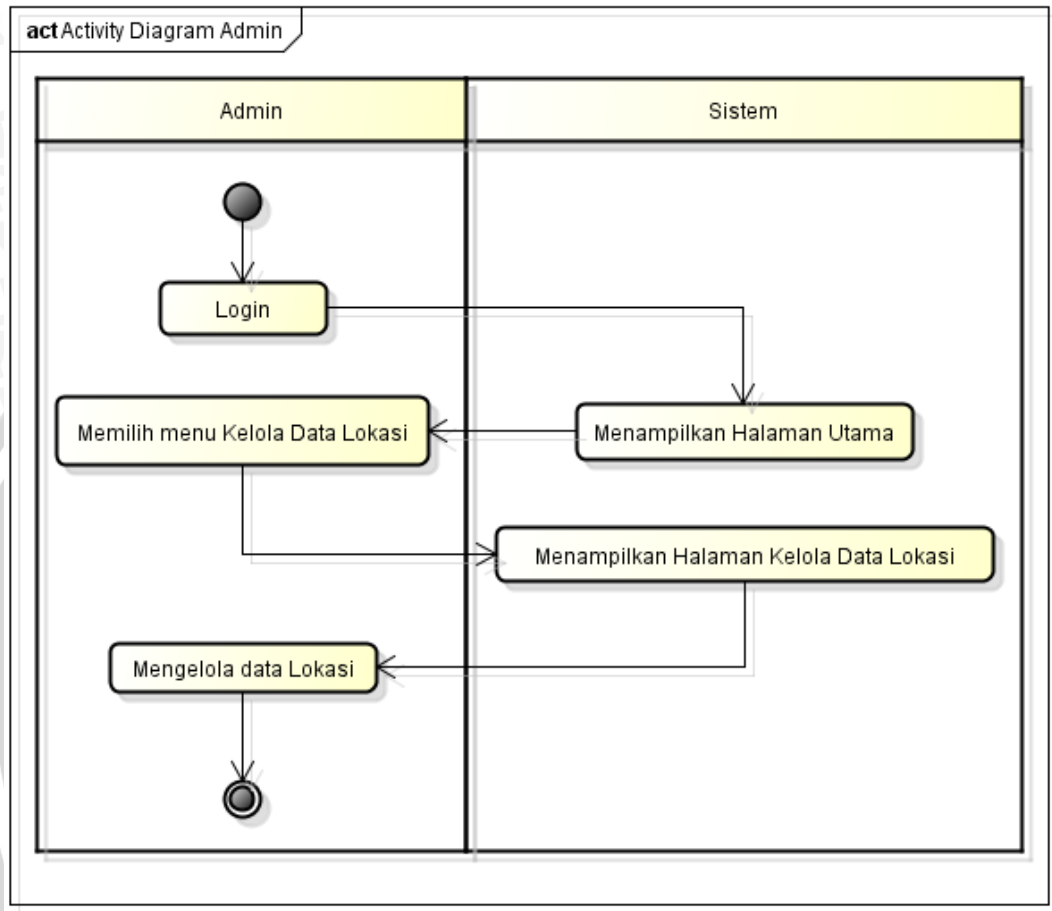 act Activity Diagram Admin
Admin
Sistem
Login
Memilih menu Kelola Data Lokasi
Menampilkan Halaman Utama
Menampilkan Halaman Kelola Data Lokasi
Mengelola data Lokasi